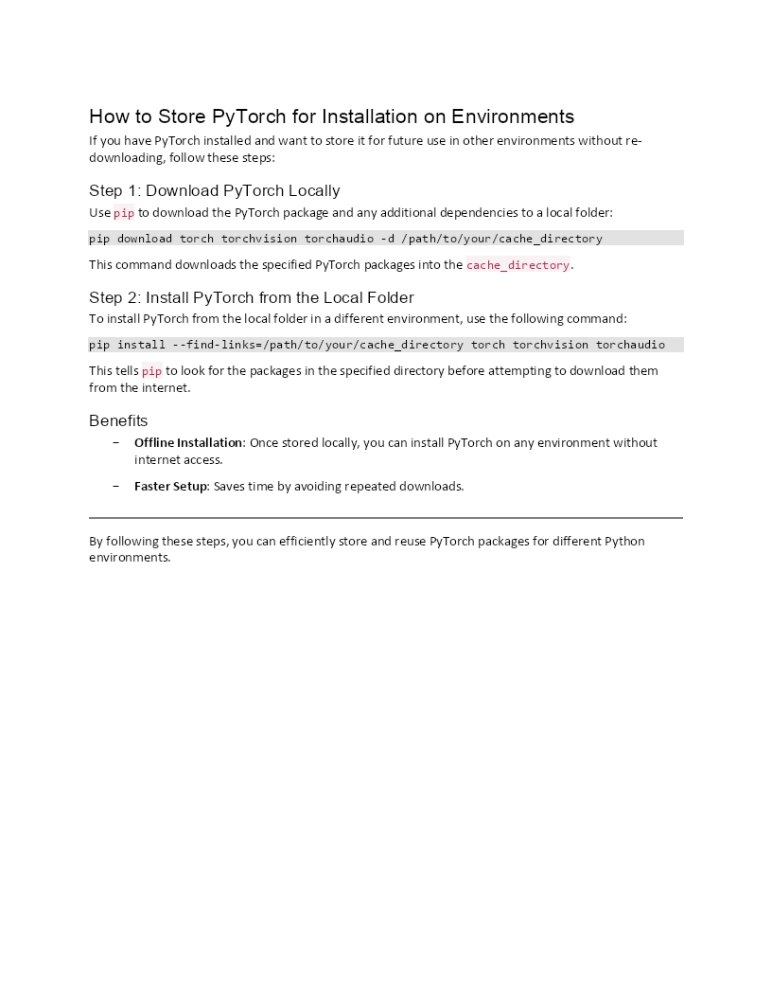 How to Store PyTorch for Installation on Environments
If you have PyTorch installed and want to store it for future use in other environments without re-
downloading, follow these steps:
Step 1: Download PyTorch Locally
Use pip to download the PyTorch package and any additional dependencies to a local folder:
pip download torch torchvision torchaudio -d /path/to/your/cache_directory
This command downloads the specified PyTorch packages into the cache_directory.
Step 2: Install PyTorch from the Local Folder
To install PyTorch from the local folder in a different environment, use the following command:
pip install --find-links=/path/to/your/cache_directory torch torchvision torchaudio
This tells pip to look for the packages in the specified directory before attempting to download them
from the internet.
Benefits
– Offline Installation: Once stored locally, you can install PyTorch on any environment without
internet access.
– Faster Setup: Saves time by avoiding repeated downloads.
By following these steps, you can efficiently store and reuse PyTorch packages for different Python
environments.